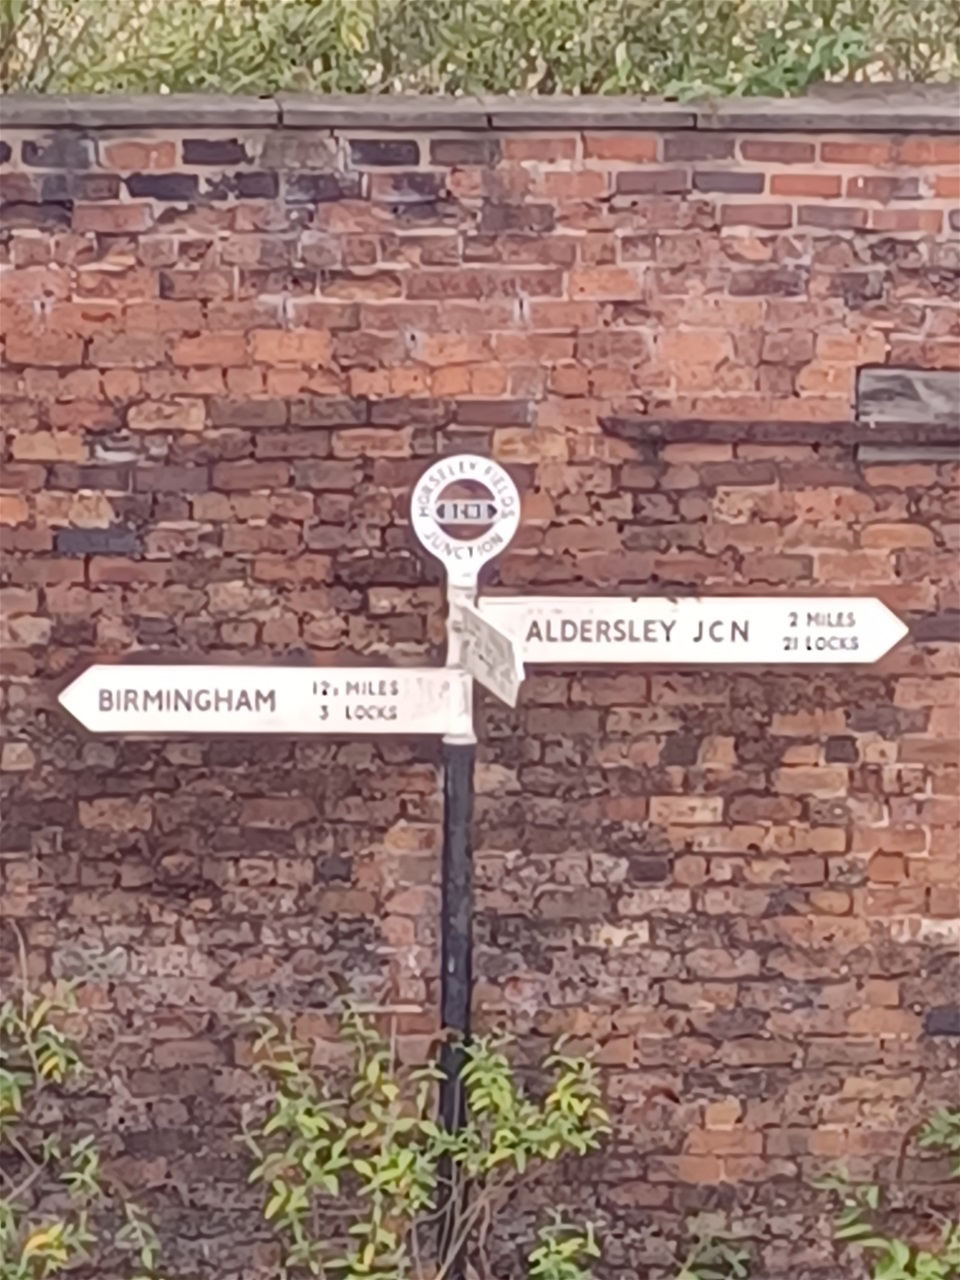 HORSELEY FIELDS
JUNCTION
ALDERSLEY JCN
2 MILES
21 LOCKS
BIRMINGHAM
MILES
3 LOCKS